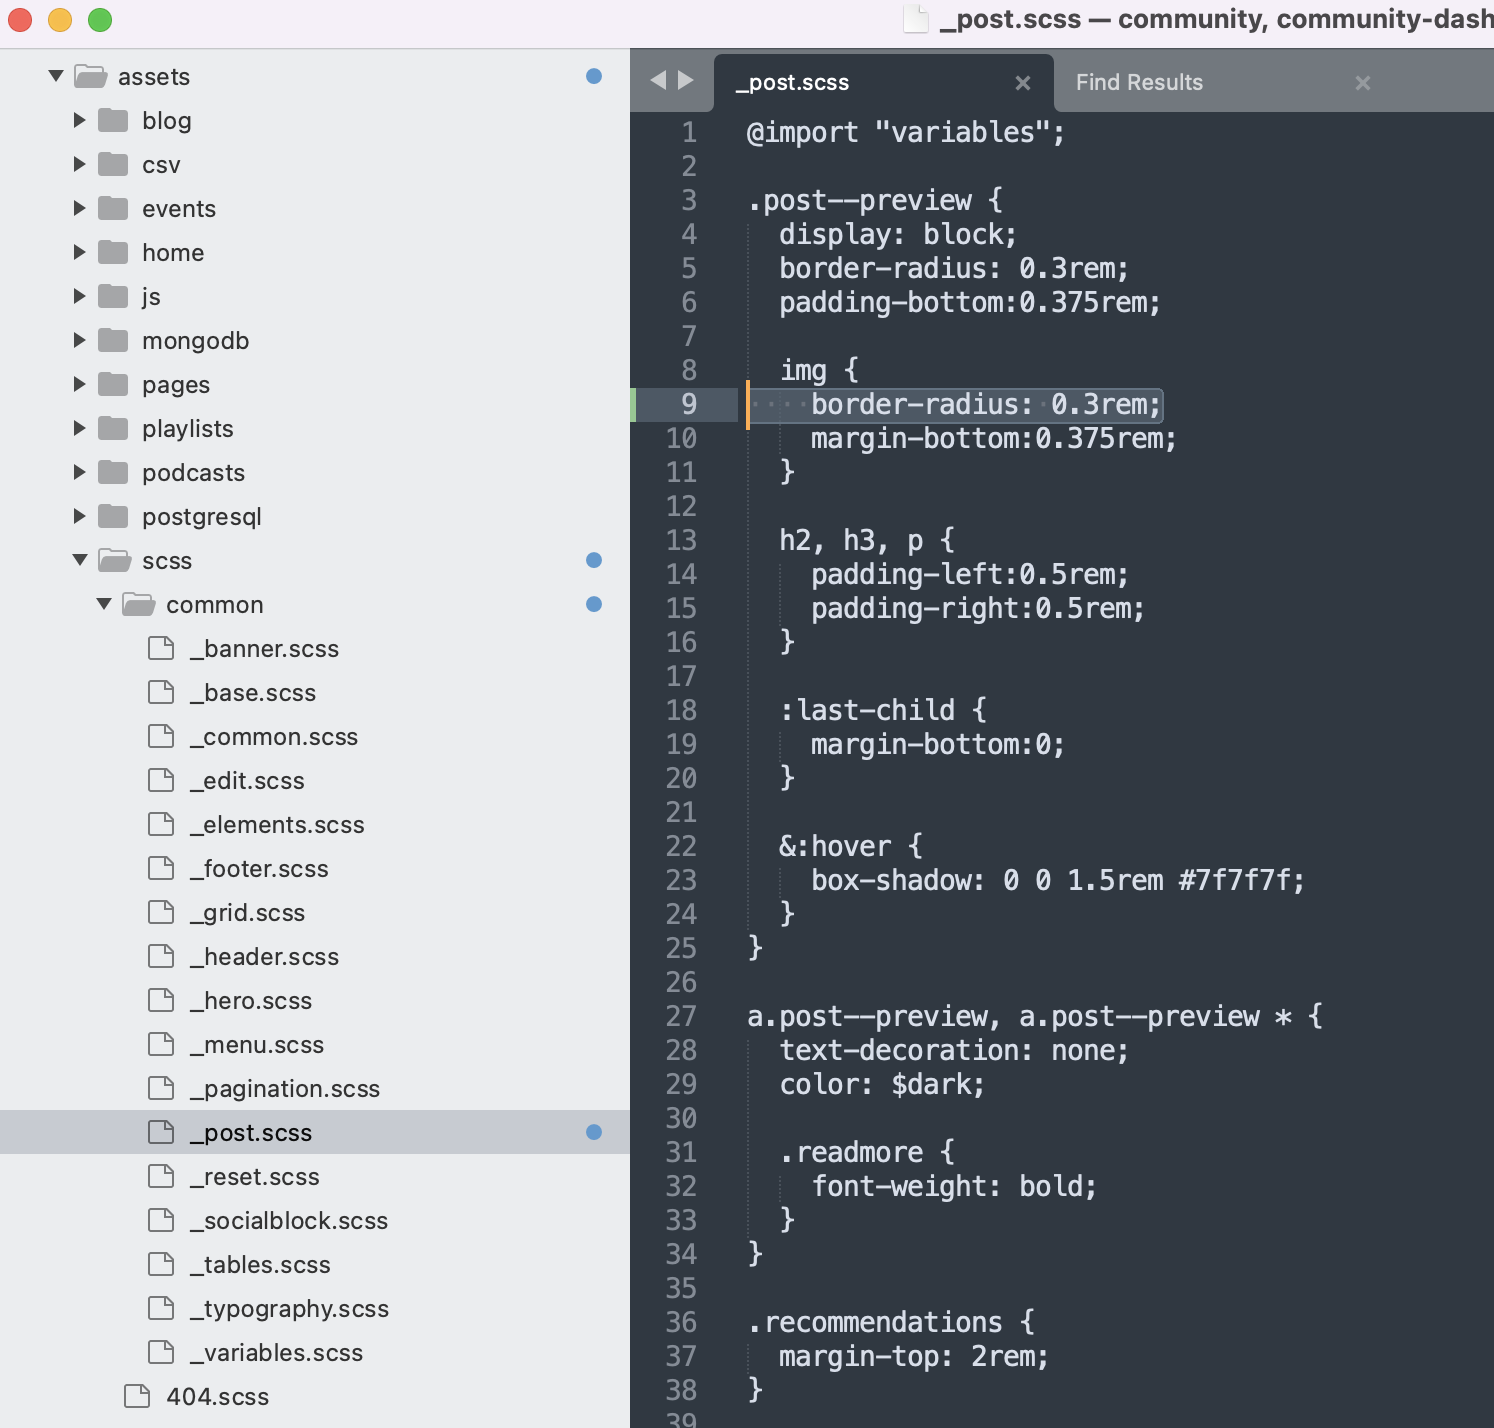 _post.scss — community, community-dash
assets
blog
csv
events
home
js
mongodb
pages
playlists
podcasts
postgresql
scss
common
_banner.scss
_base.scss
_common.scss
_edit.scss
_elements.scss
_footer.scss
_grid.scss
_header.scss
_hero.scss
_menu.scss
_pagination.scss
_post.scss
_reset.scss
_socialblock.scss
_tables.scss
_typography.scss
_variables.scss
404.scss
_post.scss × Find Results ×
1 @import "variables";
2
3 .post--preview {
4   display: block;
5   border-radius: 0.3rem;
6   padding-bottom:0.375rem;
7
8   img {
9     border-radius: 0.3rem;
10     margin-bottom:0.375rem;
11   }
12
13   h2, h3, p {
14     padding-left:0.5rem;
15     padding-right:0.5rem;
16   }
17
18   :last-child {
19     margin-bottom:0;
20   }
21
22   &:hover {
23     box-shadow: 0 0 1.5rem #7f7f7f;
24   }
25 }
26
27 a.post--preview, a.post--preview * {
28   text-decoration: none;
29   color: $dark;
30
31   .readmore {
32     font-weight: bold;
33   }
34 }
35
36 .recommendations {
37   margin-top: 2rem;
38 }
39